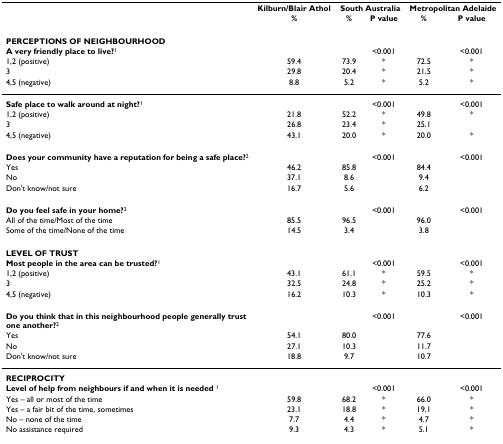 Kilburn/Blair Athol South Australia Metropolitan Adelaide
% % P value % P value
PERCEPTIONS OF NEIGHBOURHOOD
A very friendly place to live?1 <0.001 <0.001
1,2 (positive) 59.4 73.9 * 72.5 *
3 29.8 20.4 * 21.5 *
4,5 (negative) 8.8 5.2 * 5.2 *
Safe place to walk around at night?1 <0.001 <0.001
1,2 (positive) 21.8 52.2 * 49.8 *
3 26.8 23.4 * 25.1
4,5 (negative) 43.1 20.0 * 20.0 *
Does your community have a reputation for being a safe place?2 <0.001 <0.001
Yes 46.2 85.8 84.4
No 37.1 8.6 9.4
Don't know/not sure 16.7 5.6 6.2
Do you feel safe in your home?2 <0.001 <0.001
All of the time/Most of the time 85.5 96.5 96.0
Some of the time/None of the time 14.5 3.4 3.8
LEVEL OF TRUST
Most people in the area can be trusted?1 <0.001 <0.001
1,2 (positive) 43.1 61.1 * 59.5 *
3 32.5 24.8 * 25.2 *
4,5 (negative) 16.2 10.3 * 10.3 *
Do you think that in this neighbourhood people generally trust <0.001 <0.001
one another?2
Yes 54.1 80.0 77.6
No 27.1 10.3 11.7
Don't know/not sure 18.8 9.7 10.7
RECIPROCITY
Level of help from neighbours if and when it is needed 1 <0.001 <0.001
Yes – all or most of the time 59.8 68.2 * 66.0 *
Yes – a fair bit of the time, sometimes 23.1 18.8 * 19.1 *
No – none of the time 7.7 4.4 * 4.7 *
No assistance required 9.3 4.3 * 5.1 *